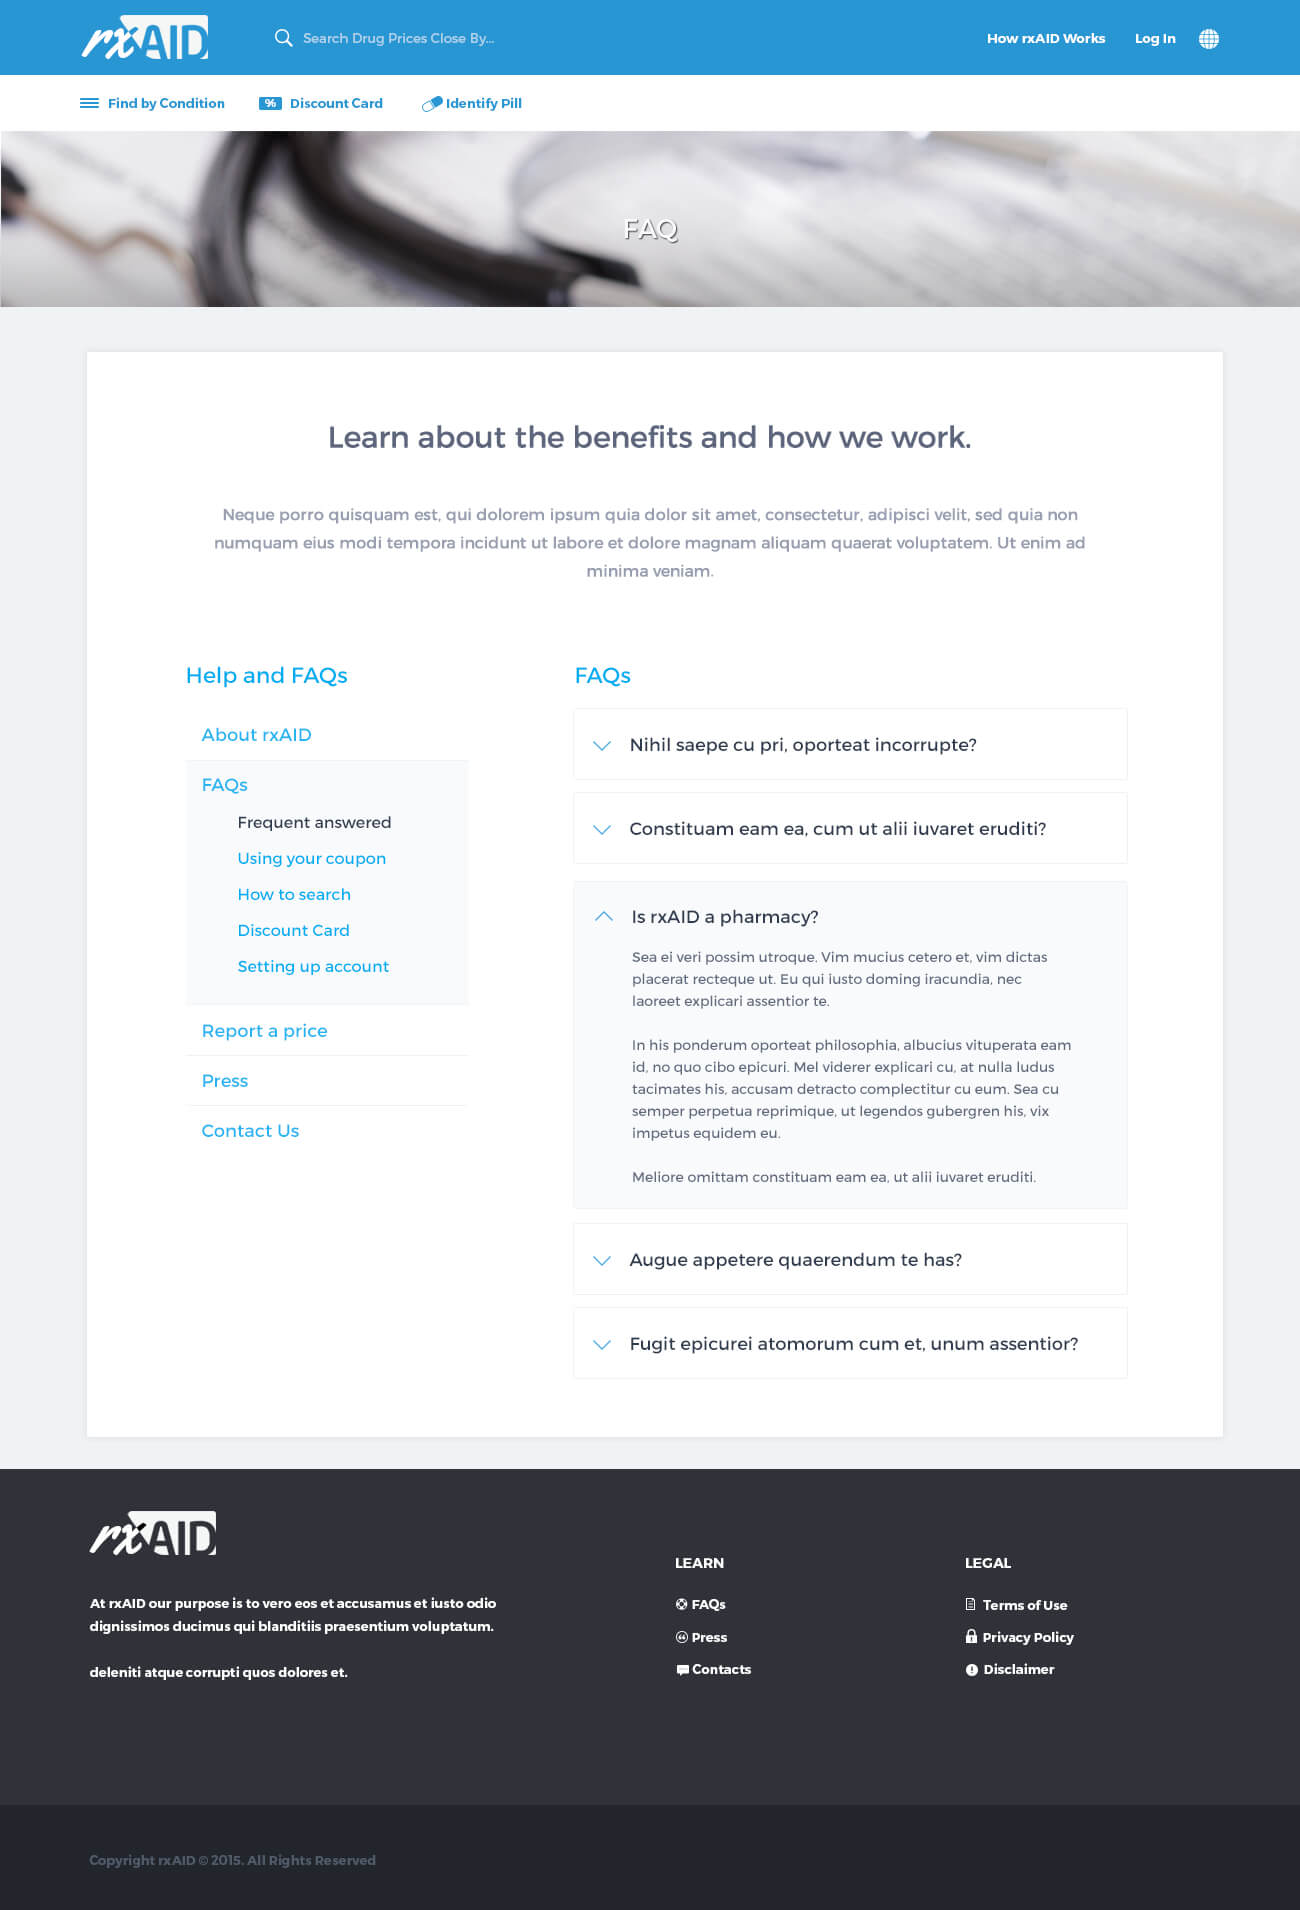 rxAID
Search Drug Prices Close By...
How rxAID Works
Log In
Find by Condition
% Discount Card
Identify Pill
FAQ
Learn about the benefits and how we work.
Neque porro quisquam est, qui dolorem ipsum quia dolor sit amet, consectetur, adipisci velit, sed quia non
numquam eius modi tempora incidunt ut labore et dolore magnam aliquam quaerat voluptatem. Ut enim ad
minima veniam.
Help and FAQs
About rxAID
FAQs
Frequent answered
Using your coupon
How to search
Discount Card
Setting up account
Report a price
Press
Contact Us
FAQs
Nihil saepe cu pri, oporteat incorrupte?
Constituam eam ea, cum ut alii iuvaret eruditi?
Is rxAID a pharmacy?
Sea ei veri possim utroque. Vim mucius cetero et, vim dictas
placerat recteque ut. Eu qui iusto doming iracundia, nec
laoreet explicari assentior te.
In his ponderum oporteat philosophia, albucius vituperata eam
id, no quo cibo epicuri. Mel viderer explicari cu, at nulla ludus
tacimates his, accusam detracto complectitur cu eum. Sea cu
semper perpetua reprimique, ut legendos gubergren his, vix
impetus equidem eu.
Meliore omittam constituam eam ea, ut alii iuvaret eruditi.
Augue appetere quaerendum te has?
Fugit epicurei atomorum cum et, unum assentior?
rxAID
At rxAID our purpose is to vero eos et accusamus et iusto odio
dignissimos ducimus qui blanditiis praesentium voluptatum.
deleniti atque corrupti quos dolores et.
LEARN
FAQs
Press
Contacts
LEGAL
Terms of Use
Privacy Policy
Disclaimer
Copyright rxAID © 2015. All Rights Reserved